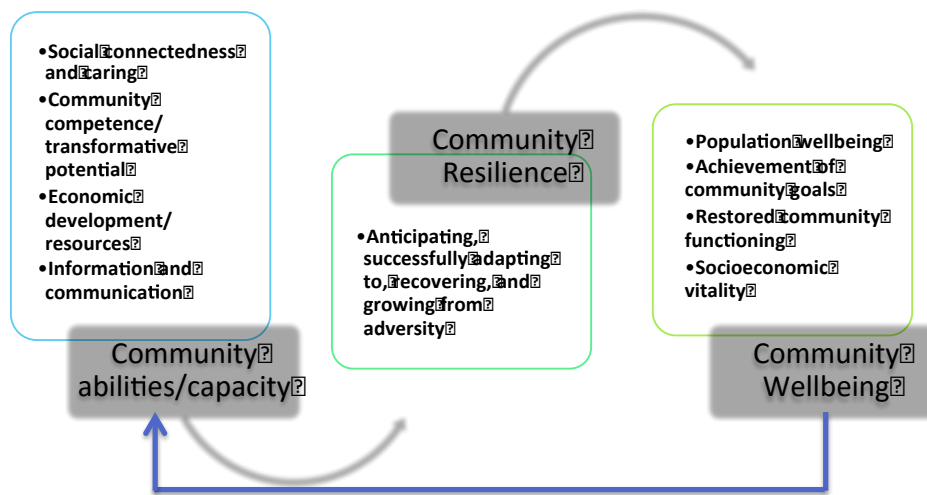 •Social connectedness
and caring
•Community
competence/
transformative
potential
•Economic
development/
resources
•Information and
communication
Community
abilities/capacity
Community
Resilience
•Anticipating,
successfully adapting
to, recovering, and
growing from
adversity
•Population wellbeing
•Achievement of
community goals
•Restored community
functioning
•Socioeconomic
vitality
Community
Wellbeing